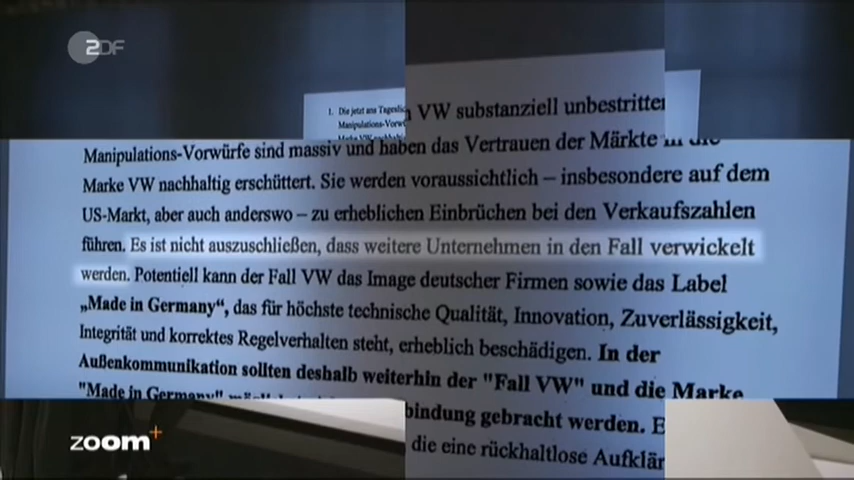 ZDF
1. Die jetzt ans Tageslic
Manipulations-Vorw
VW substanziell unbestritten
Manipulations-Vorwürfe sind massiv und haben das Vertrauen der Märkte in die
Marke VW nachhaltig erschüttert. Sie werden voraussichtlich – insbesondere auf dem
US-Markt, aber auch anderswo – zu erheblichen Einbrüchen bei den Verkaufszahlen
führen. Es ist nicht auszuschließen, dass weitere Unternehmen in den Fall verwickelt
werden. Potentiell kann der Fall VW das Image deutscher Firmen sowie das Label
„Made in Germany“, das für höchste technische Qualität, Innovation, Zuverlässigkeit,
Integrität und korrektes Regelverhalten steht, erheblich beschädigen. In der
Außenkommunikation sollten deshalb weiterhin der "Fall VW" und die Marke
"Made in Germany"
bindung gebracht werden. E
die eine rückhaltlose Aufklär
zoom+